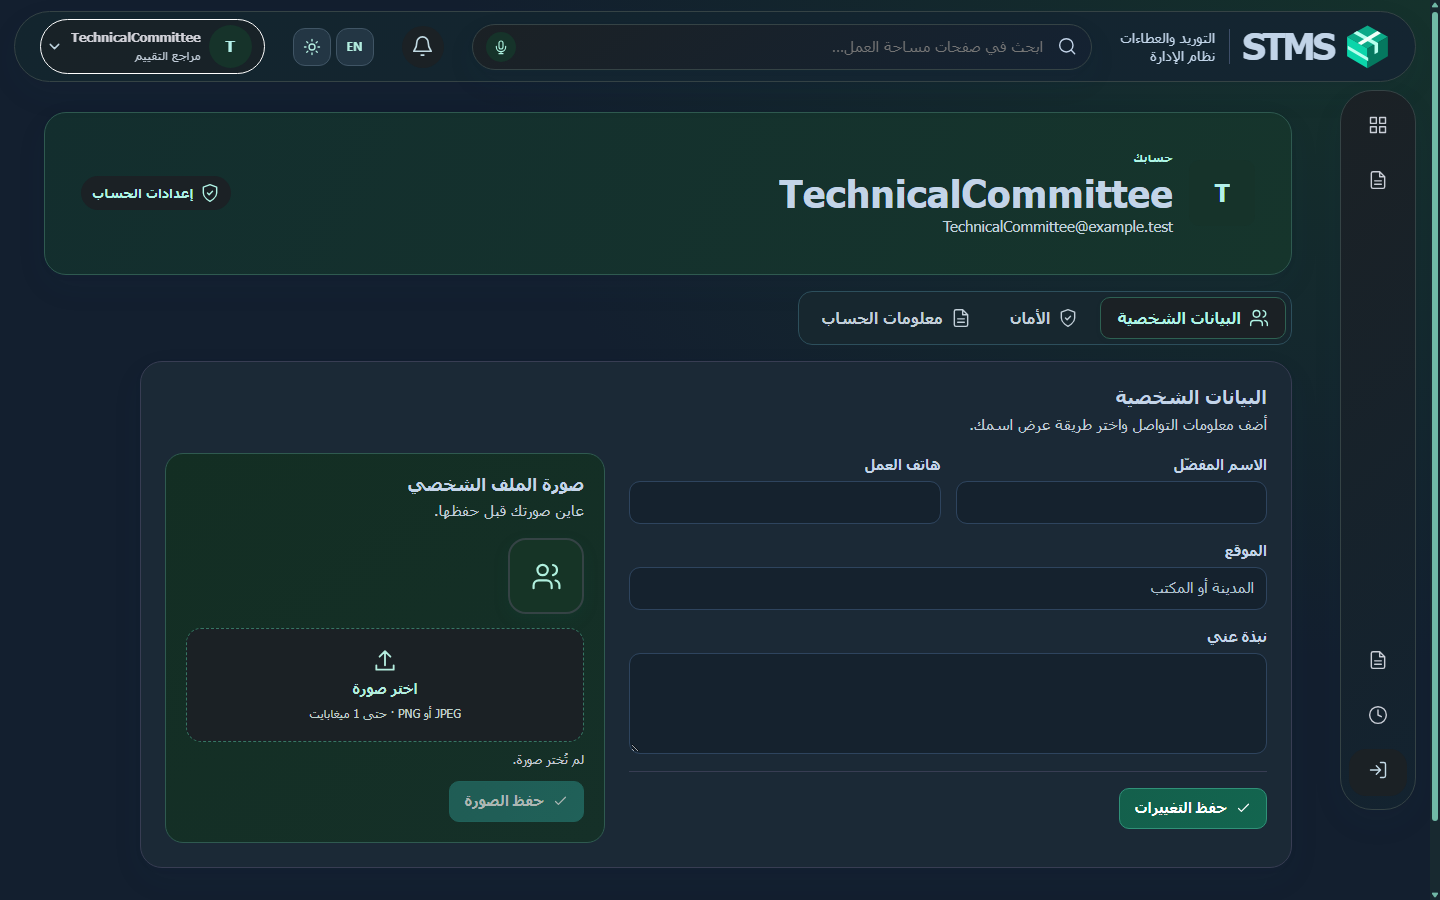 STMS
التوريد والعطاءات
نظام الإدارة
ابحث في صفحات مساحة العمل...
EN
T
TechnicalCommittee
مراجع التقييم
حسابك
T
TechnicalCommittee
TechnicalCommittee@example.test
إعدادات الحساب
البيانات الشخصية
الأمان
معلومات الحساب
البيانات الشخصية
أضف معلومات التواصل واختر طريقة عرض اسمك.
الاسم المفضّل
هاتف العمل
الموقع
المدينة أو المكتب
نبذة عني
حفظ التغييرات
صورة الملف الشخصي
عاين صورتك قبل حفظها.
اختر صورة
JPEG أو PNG · حتى 1 ميغابايت
لم تُختر صورة.
حفظ الصورة